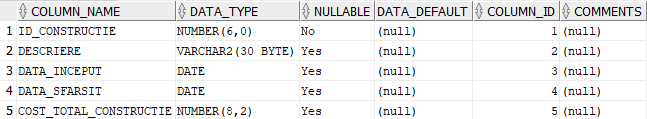 COLUMN_NAME DATA_TYPE NULLABLE DATA_DEFAULT COLUMN_ID COMMENTS
1 ID_CONSTRUCTIE NUMBER(6,0) No (null) 1 (null)
2 DESCRIERE VARCHAR2(30 BYTE) Yes (null) 2 (null)
3 DATA_INCEPUT DATE Yes (null) 3 (null)
4 DATA_SFARSIT DATE Yes (null) 4 (null)
5 COST_TOTAL_CONSTRUCTIE NUMBER(8,2) Yes (null) 5 (null)